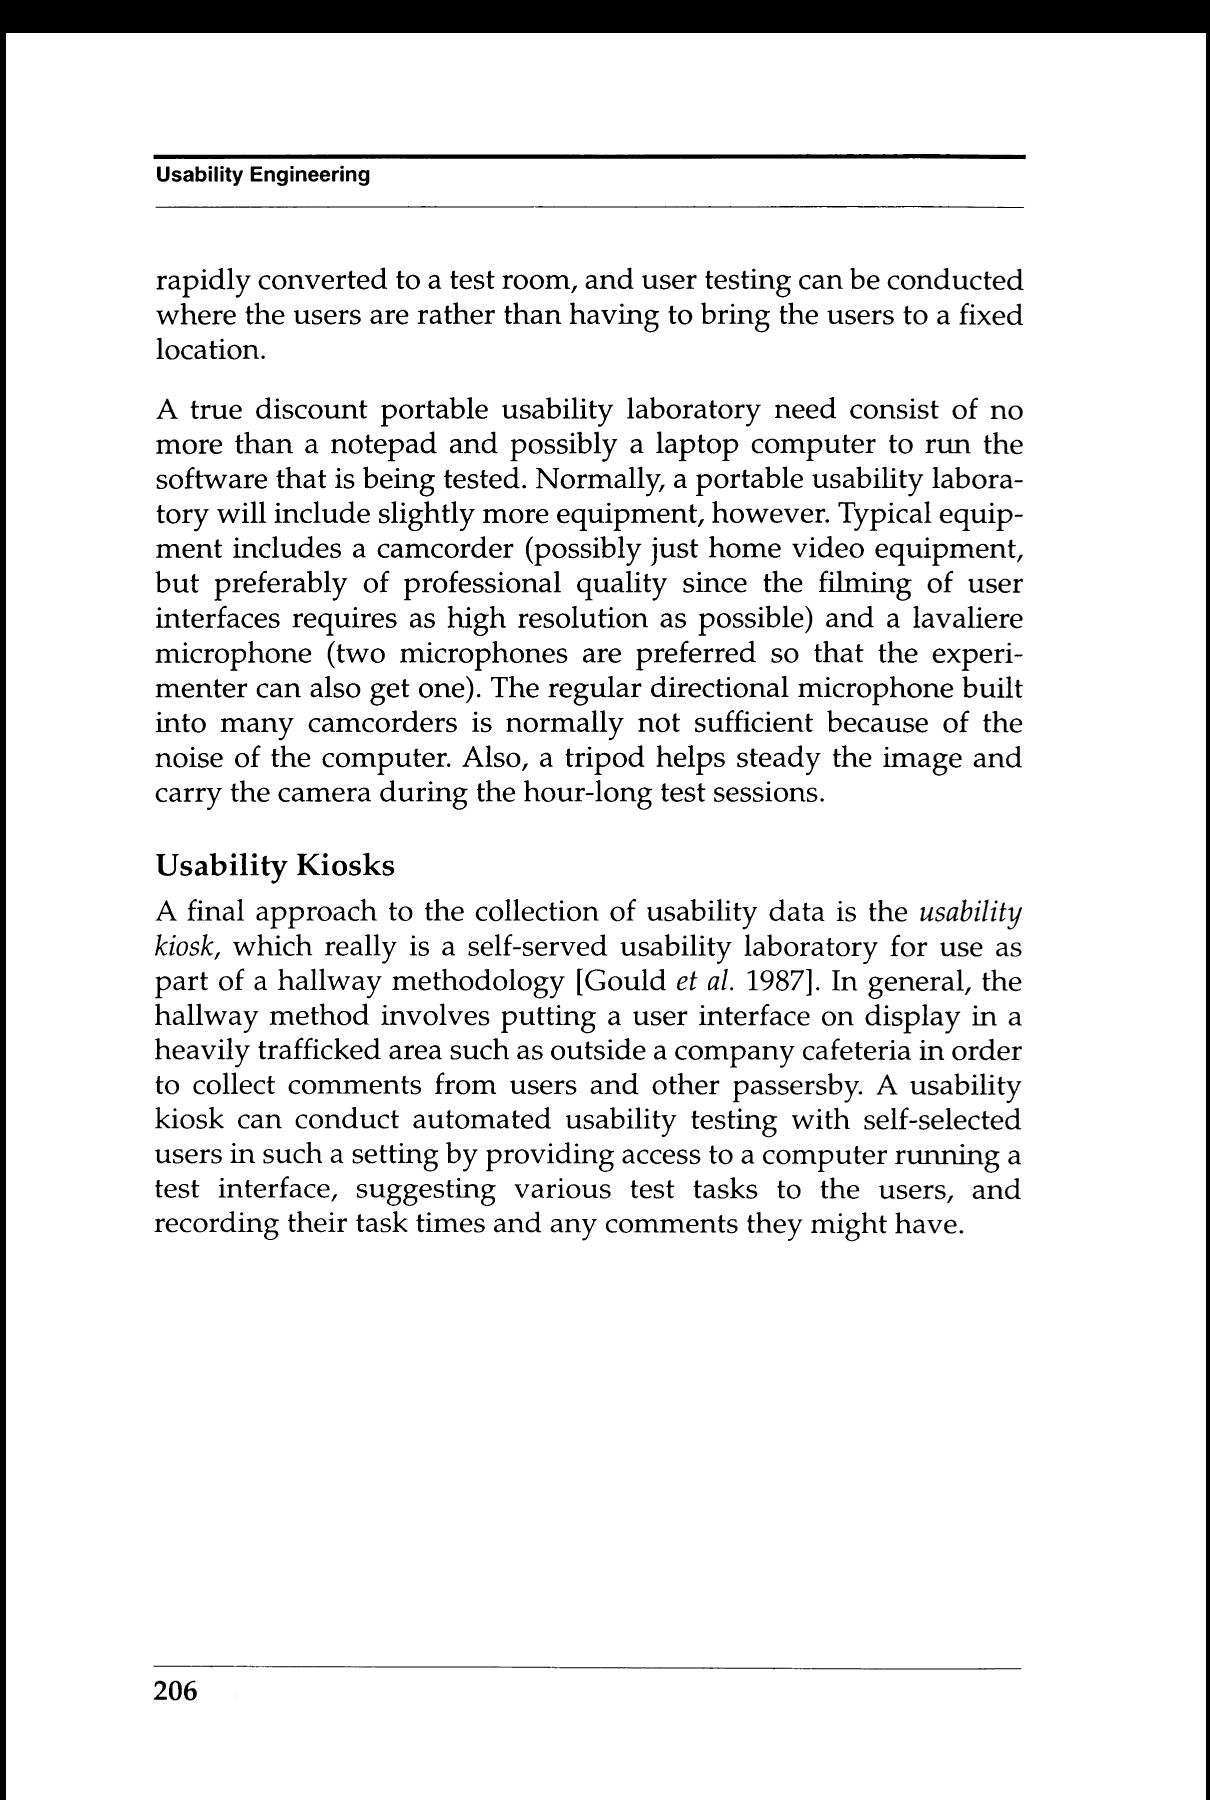 Usability Engineering
rapidly converted to a test room, and user testing can be conducted
where the users are rather than having to bring the users to a fixed
location.
A true discount portable usability laboratory need consist of no
more than a notepad and possibly a laptop computer to run the
software that is being tested. Normally, a portable usability labora-
tory will include slightly more equipment, however. Typical equip-
ment includes a camcorder (possibly just home video equipment,
but preferably of professional quality since the filming of user
interfaces requires as high resolution as possible) and a lavaliere
microphone (two microphones are preferred so that the experi-
menter can also get one). The regular directional microphone built
into many camcorders is normally not sufficient because of the
noise of the computer. Also, a tripod helps steady the image and
carry the camera during the hour-long test sessions.
Usability Kiosks
A final approach to the collection of usability data is the usability
kiosk, which really is a self-served usability laboratory for use as
part of a hallway methodology [Gould et al. 1987]. In general, the
hallway method involves putting a user interface on display in a
heavily trafficked area such as outside a company cafeteria in order
to collect comments from users and other passersby. A usability
kiosk can conduct automated usability testing with self-selected
users in such a setting by providing access to a computer running a
test interface, suggesting various test tasks to the users, and
recording their task times and any comments they might have.
206